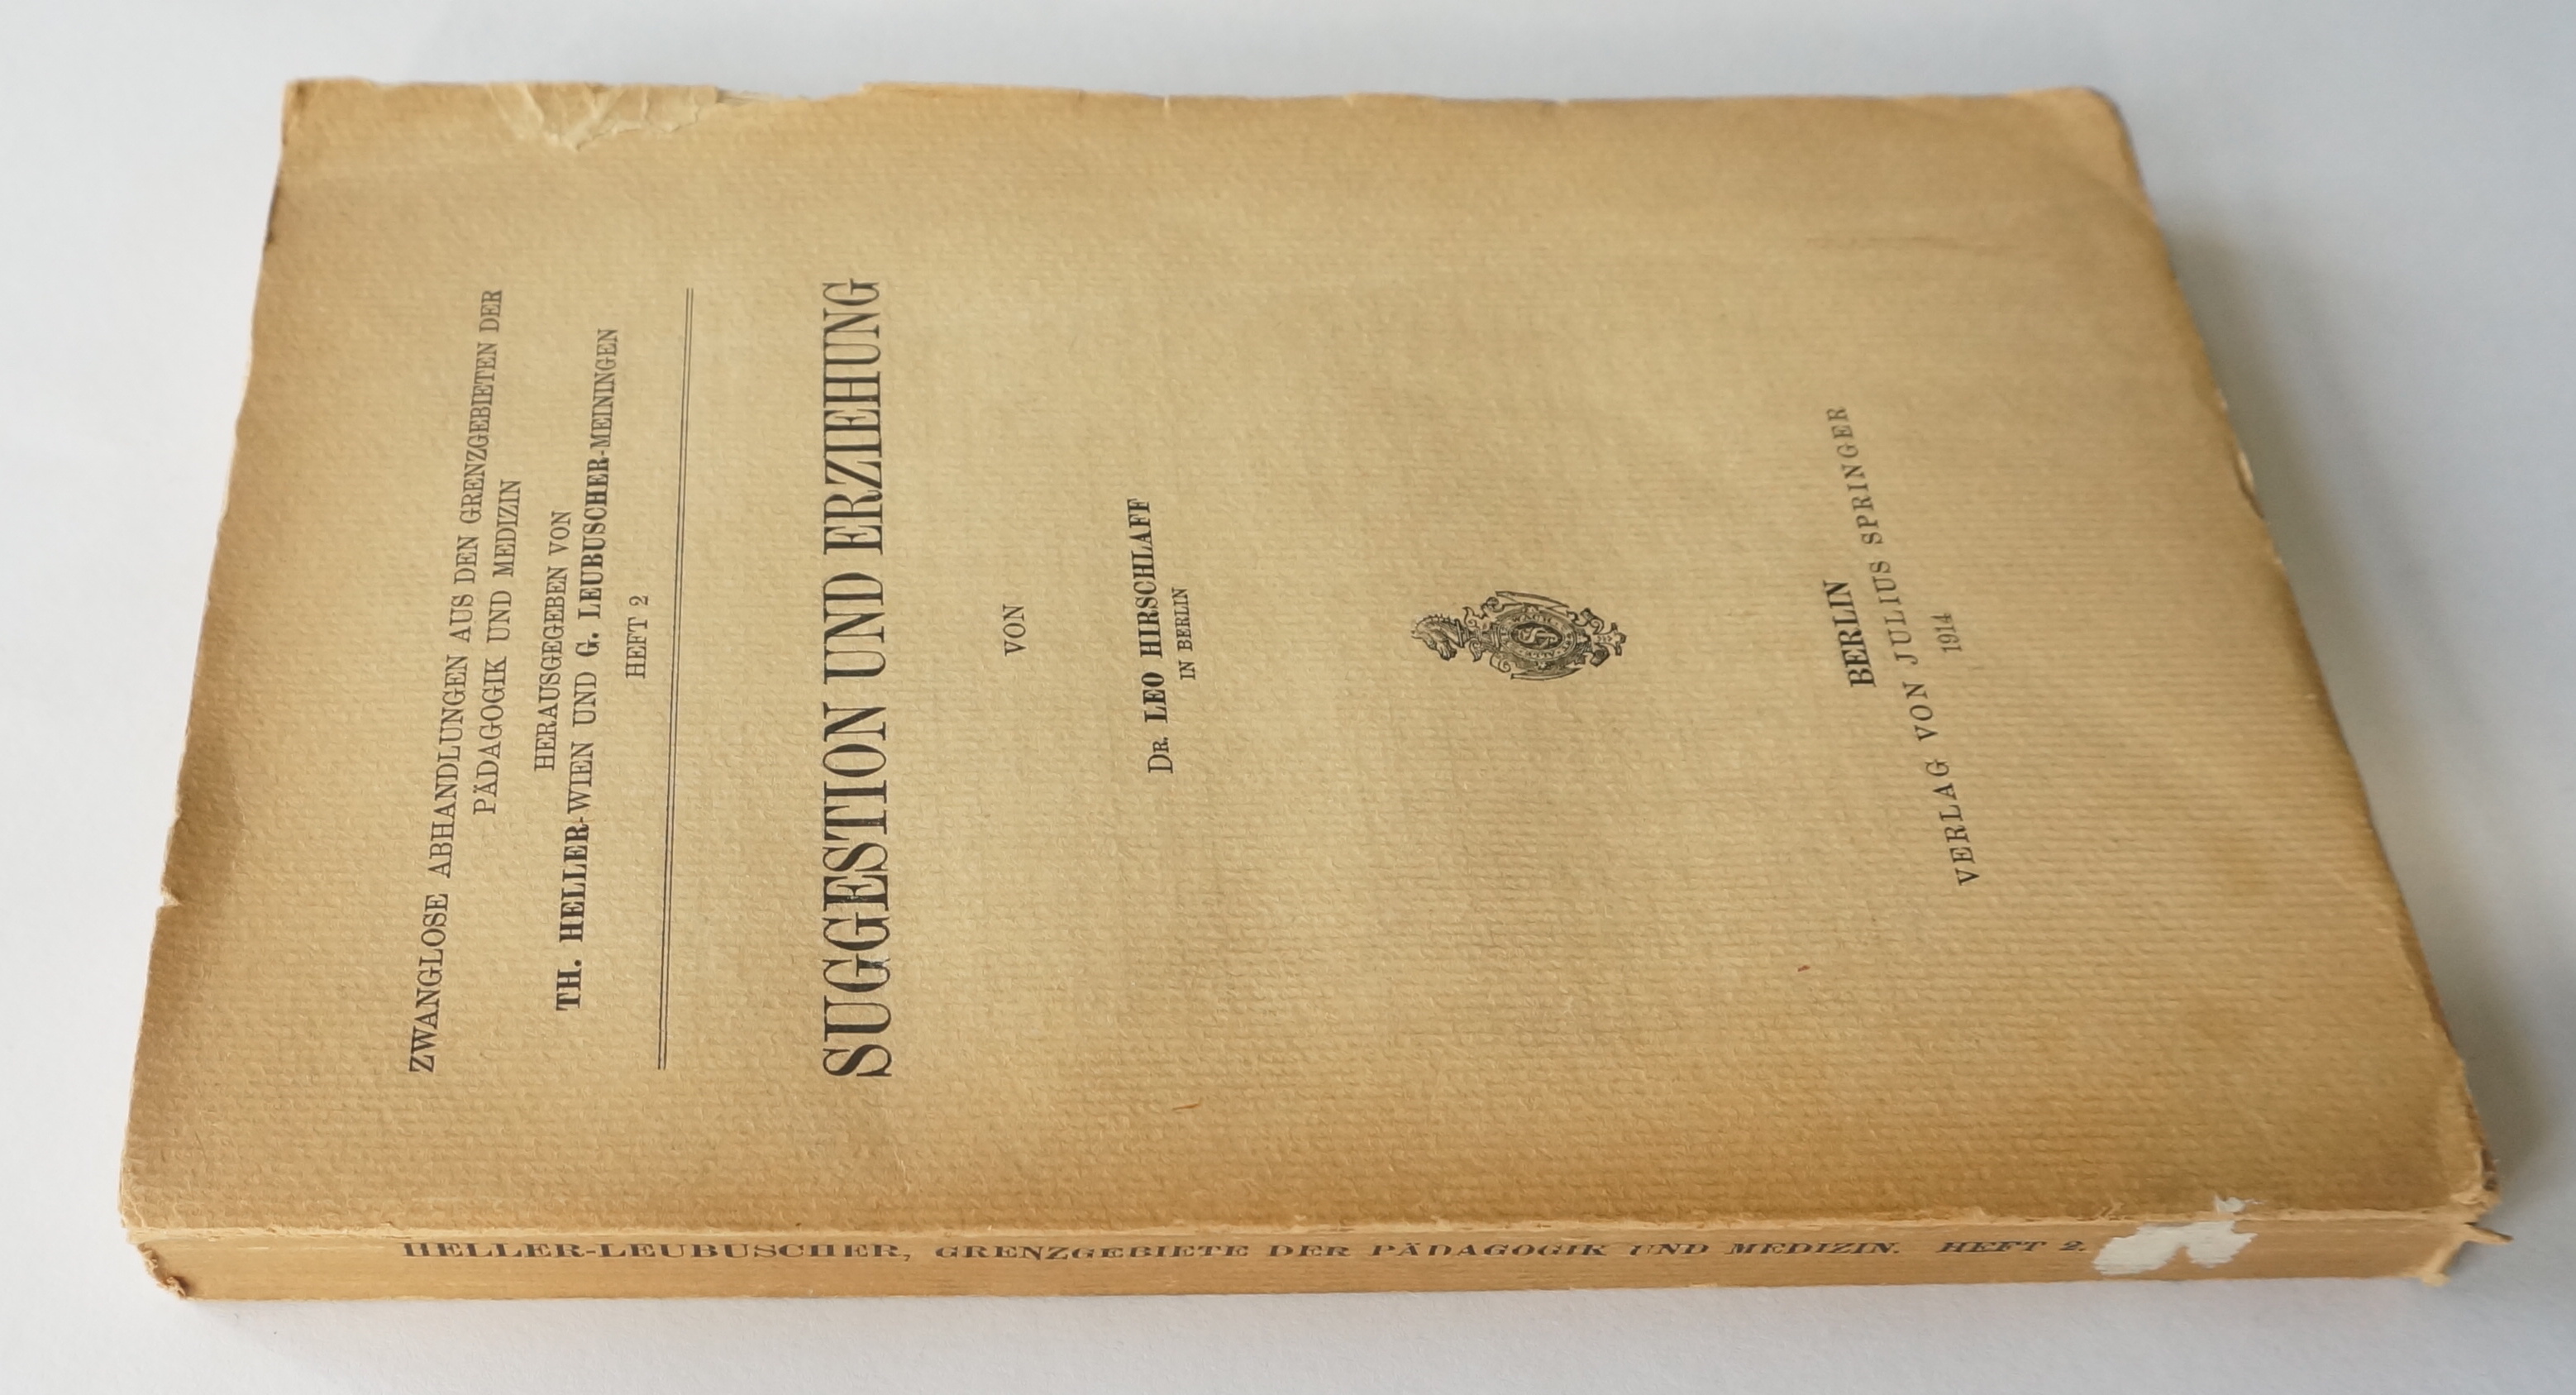 ZWANGLOSE ABHANDLUNGEN AUS DEN GRENZGEBIETEN DER
PÄDAGOGIK UND MEDIZIN
HERAUSGEGEBEN VON
TH. HELLER-WIEN UND G. LEUBUSCHER-MEININGEN
HEFT 2
SUGGESTION UND ERZIEHUNG
VON
DR. LEO HIRSCHLAFF
IN BERLIN
BERLIN
VERLAG VON JULIUS SPRINGER
1914
HELLER-LEUBUSCHER, GRENZGEBIETE DER PÄDAGOGIK UND MEDIZIN. HEFT 2.